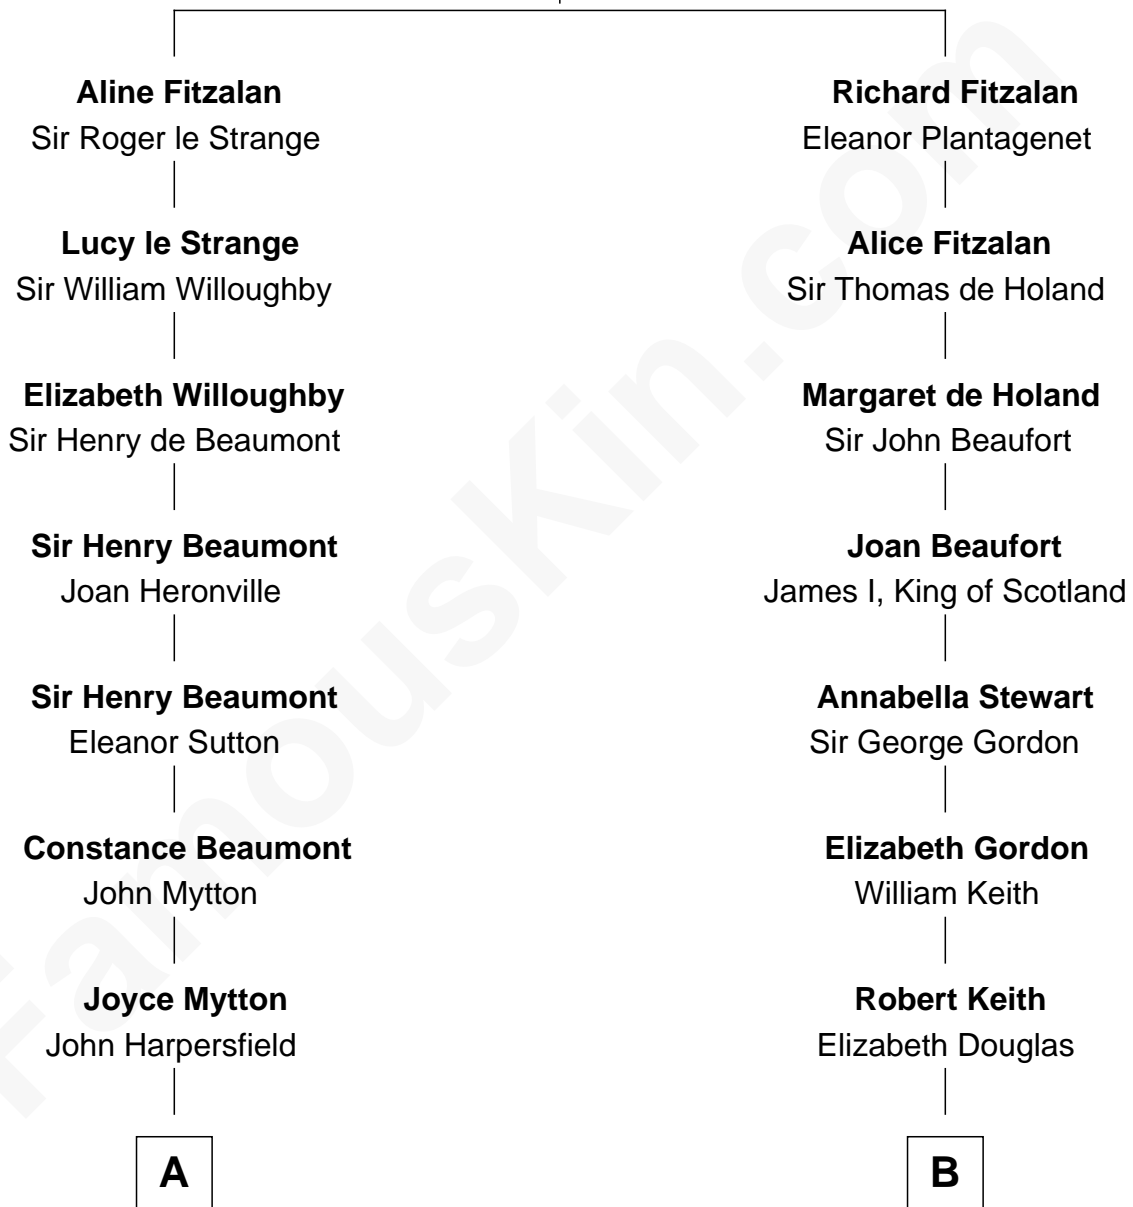 Aline Fitzalan
Sir Roger le Strange
Lucy le Strange
Sir William Willoughby
Elizabeth Willoughby
Sir Henry de Beaumont
Sir Henry Beaumont
Joan Heronville
Sir Henry Beaumont
Eleanor Sutton
Constance Beaumont
John Mytton
Joyce Mytton
John Harpersfield
A
Richard Fitzalan
Eleanor Plantagenet
Alice Fitzalan
Sir Thomas de Holand
Margaret de Holand
Sir John Beaufort
Joan Beaufort
James I, King of Scotland
Annabella Stewart
Sir George Gordon
Elizabeth Gordon
William Keith
Robert Keith
Elizabeth Douglas
B
FamousKin.com